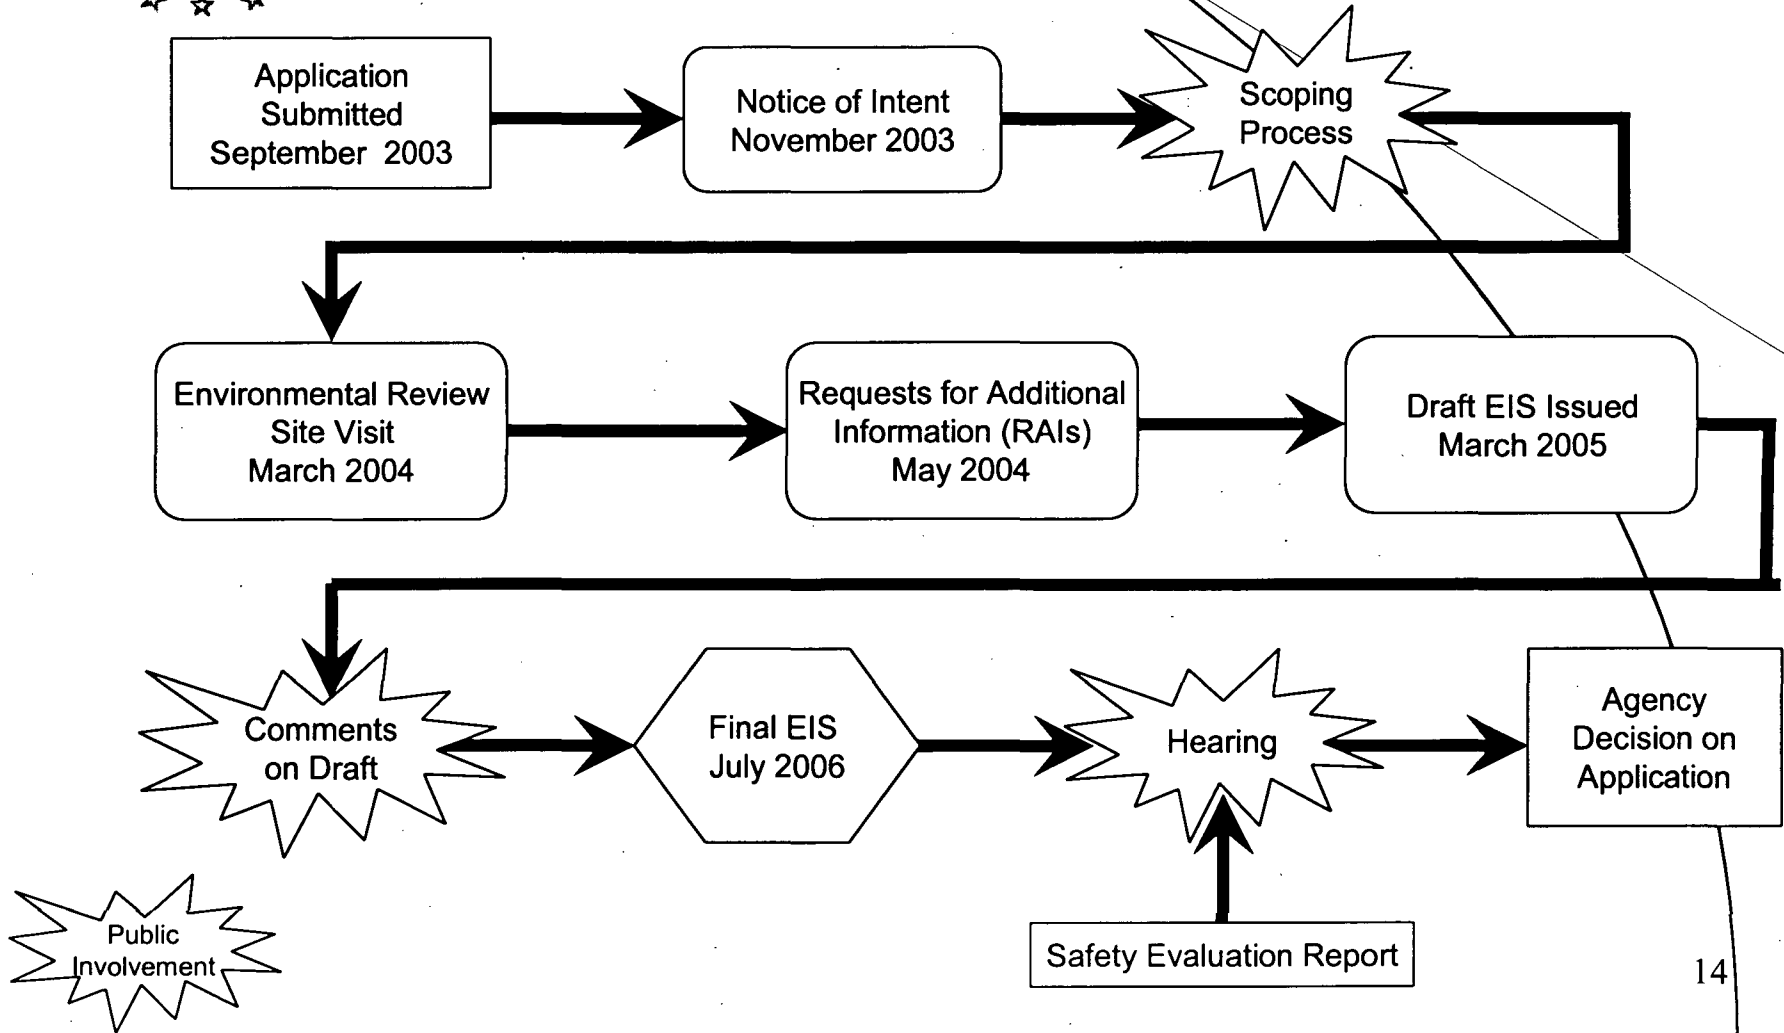 Application
Submitted
September 2003
Notice of Intent
November 2003
Scoping
Process
Environmental Review
Site Visit
March 2004
Requests for Additional
Information (RAIs)
May 2004
Draft EIS Issued
March 2005
Comments
on Draft
Final EIS
July 2006
Hearing
Agency
Decision on
Application
Public
Involvement
Safety Evaluation Report
14